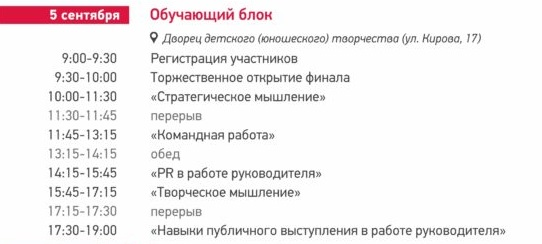 5 сентября Обучающий блок
Дворец детского (юношеского) творчества (ул. Кирова, 17)
9:00-9:30 Регистрация участников
9:30-10:00 Торжественное открытие финала
10:00-11:30 «Стратегическое мышление»
11:30-11:45 перерыв
11:45-13:15 «Командная работа»
13:15-14:15 обед
14:15-15:45 «PR в работе руководителя»
15:45-17:15 «Творческое мышление»
17:15-17:30 перерыв
17:30-19:00 «Навыки публичного выступления в работе руководителя»